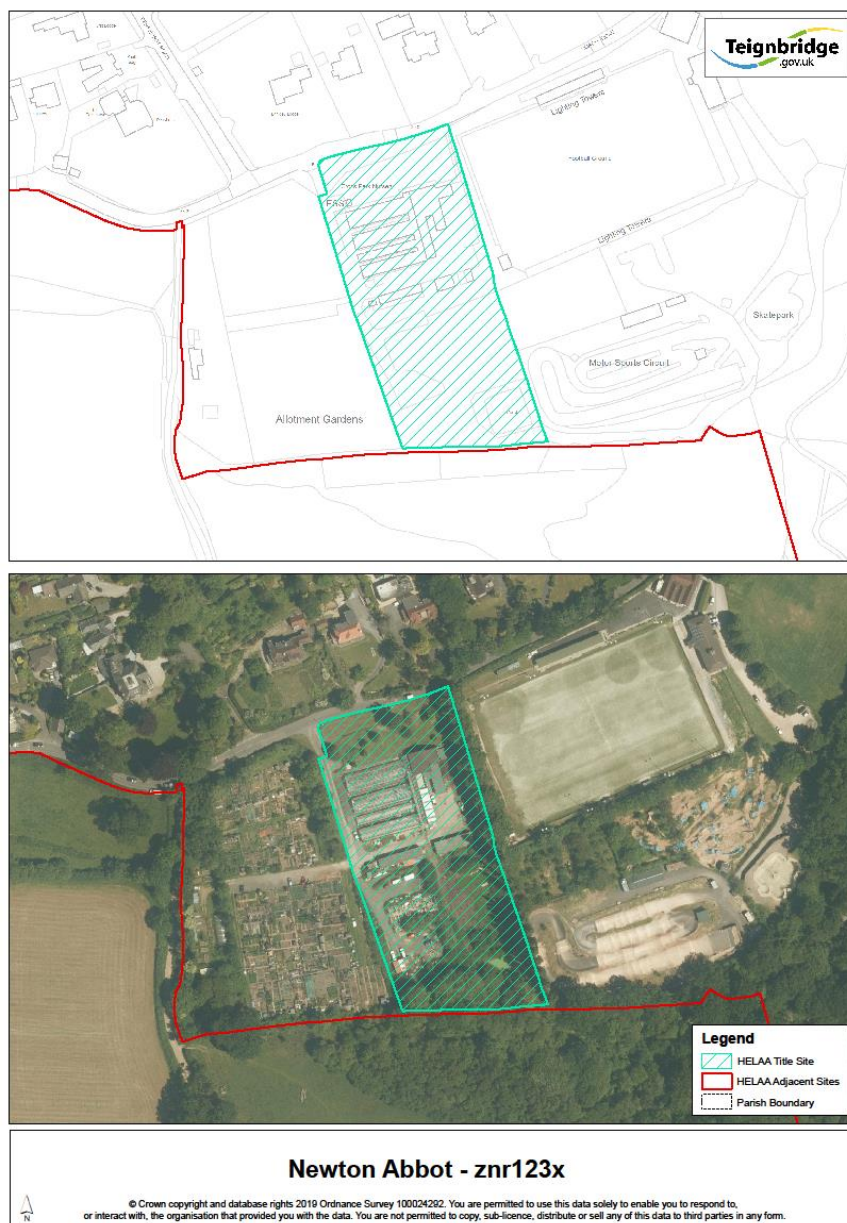 Teignbridge
.gov.uk
Lighting Towers
Football Ground
Lighting Towers
Skatepark
Motor Sports Circuit
Allotment Gardens
Legend
HELAA Title Site
HELAA Adjacent Sites
Parish Boundary
Newton Abbot - znr123x
N
© Crown copyright and database rights 2019 Ordnance Survey 100024292. You are permitted to use this data solely to enable you to respond to,
or interact with, the organisation that provided you with the data. You are not permitted to copy, sub-licence, distribute or sell any of this data to third parties in any form.